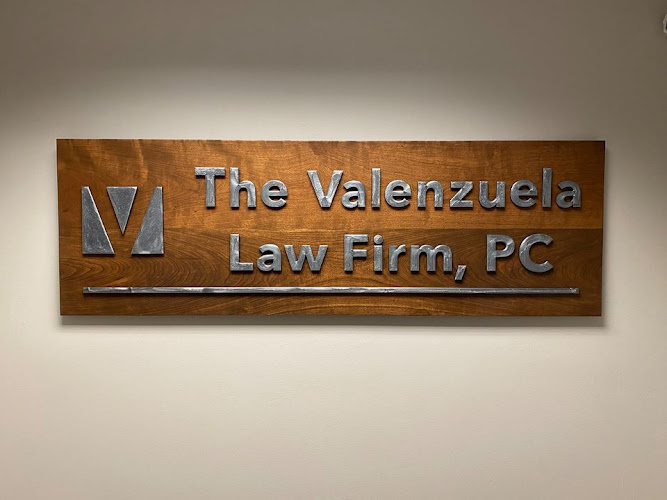 The Valenzuela
Law Firm, PC